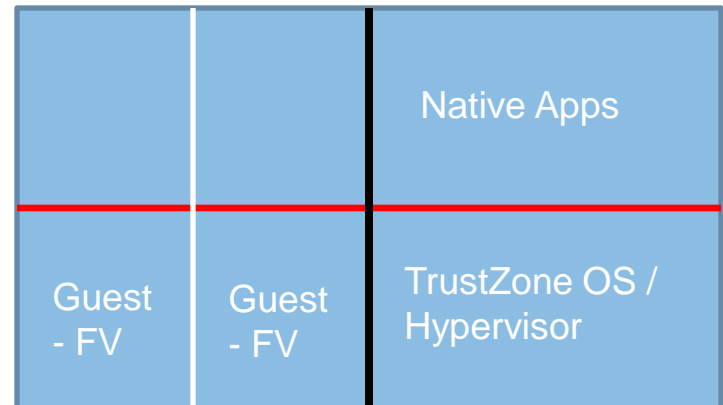 Native Apps
Guest
- FV
Guest
- FV
TrustZone OS /
Hypervisor